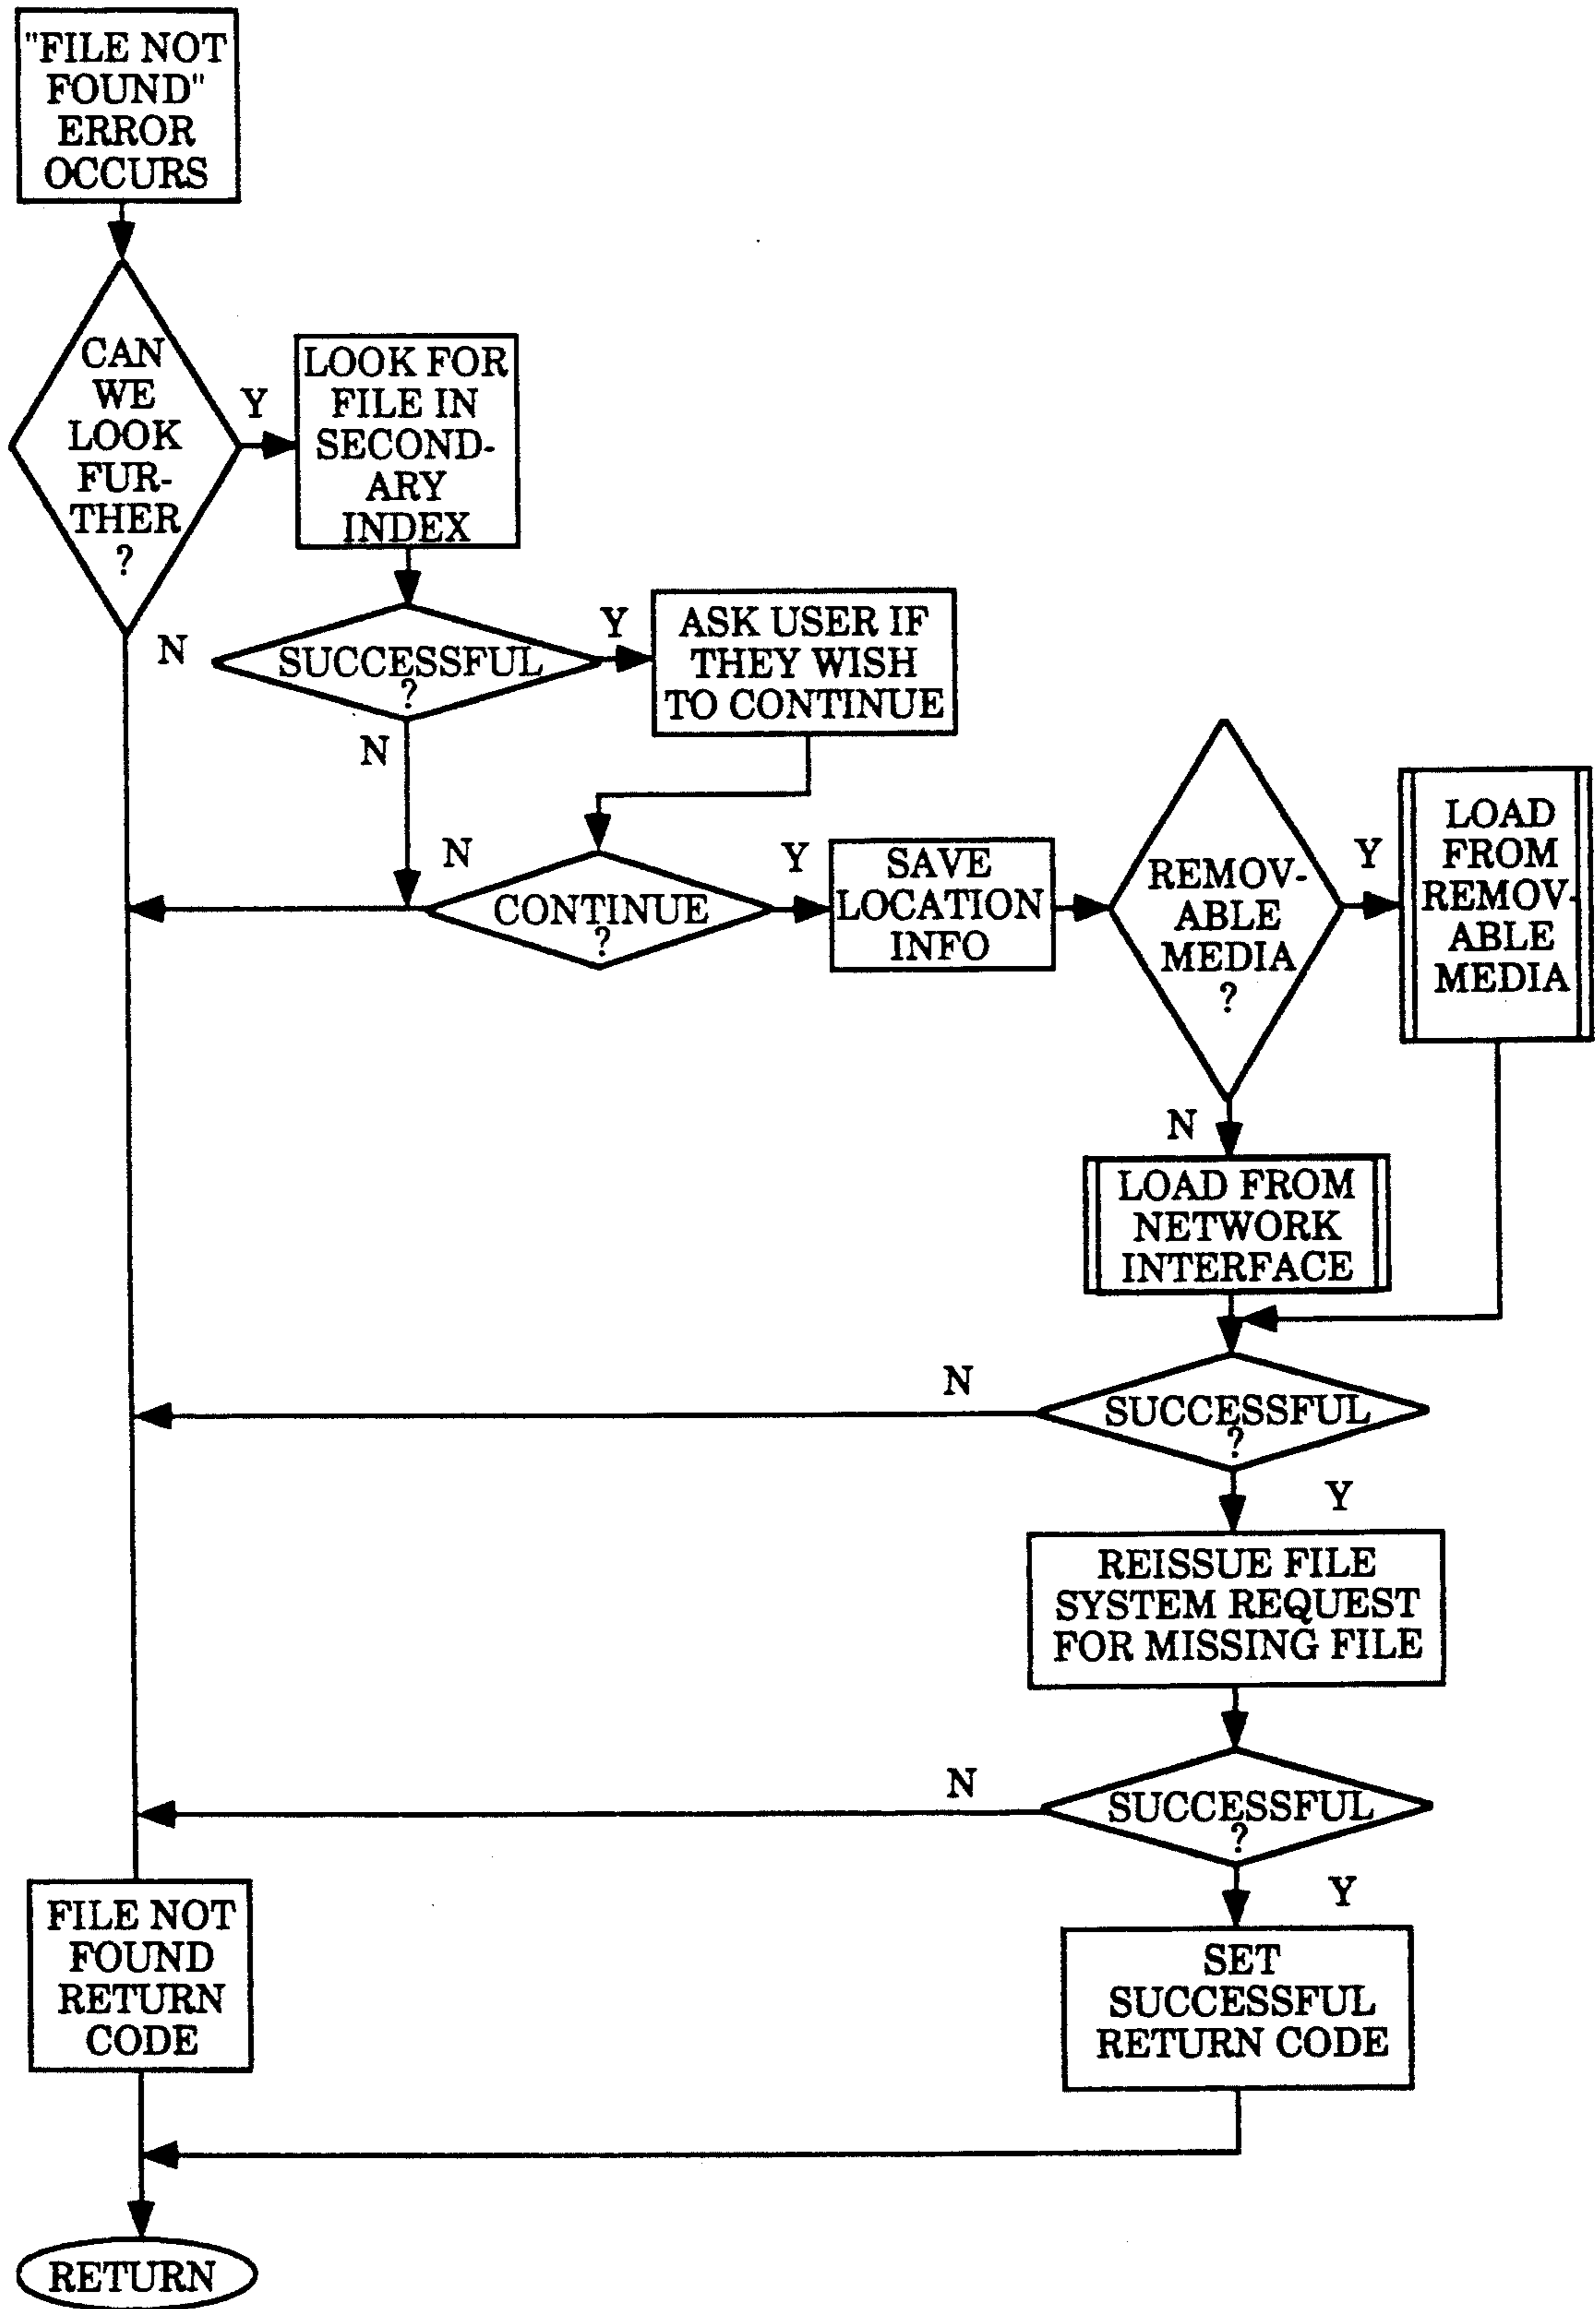 "FILE NOT
FOUND"
ERROR
OCCURS
CAN
WE
LOOK
FUR-
THER
?
Y
N
LOOK FOR
FILE IN
SECOND-
ARY
INDEX
SUCCESSFUL
?
Y
N
ASK USER IF
THEY WISH
TO CONTINUE
N
CONTINUE
?
Y
SAVE
LOCATION
INFO
REMOV-
ABLE
MEDIA
?
Y
LOAD
FROM
REMOV-
ABLE
MEDIA
N
LOAD FROM
NETWORK
INTERFACE
N
SUCCESSFUL
?
Y
REISSUE FILE
SYSTEM REQUEST
FOR MISSING FILE
N
SUCCESSFUL
?
Y
FILE NOT
FOUND
RETURN
CODE
SET
SUCCESSFUL
RETURN CODE
RETURN